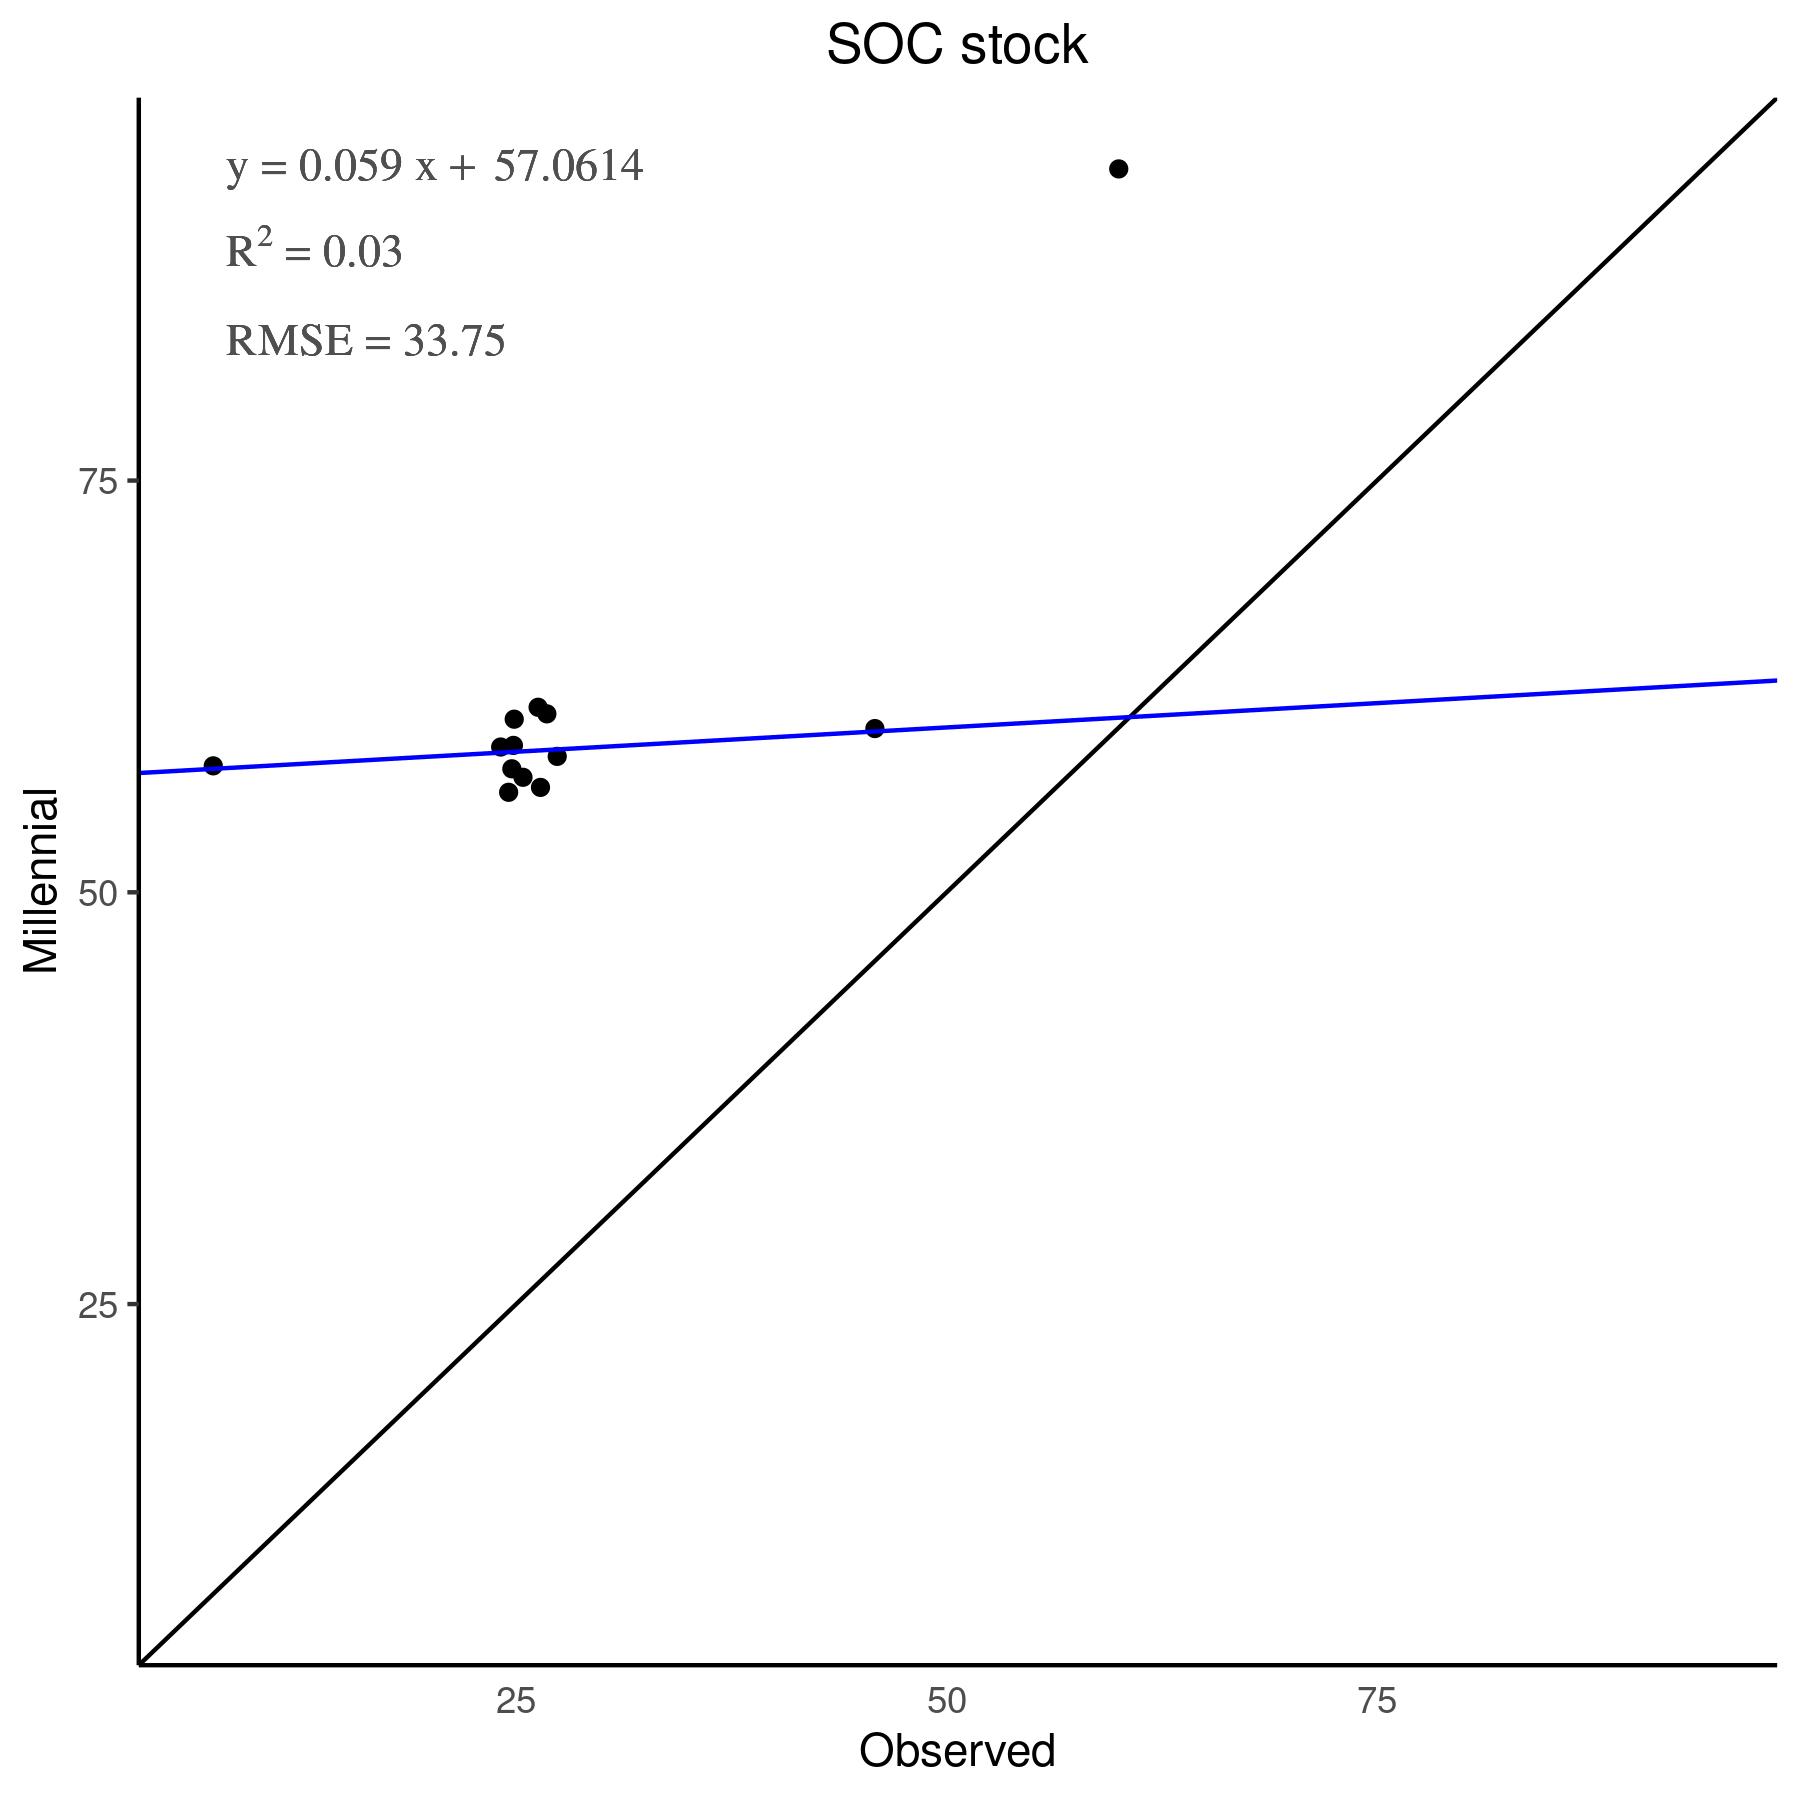 SOC stock
y = 0.059 x + 57.0614
R² = 0.03
RMSE = 33.75
75
50
25
Millennial
25 50 75
Observed